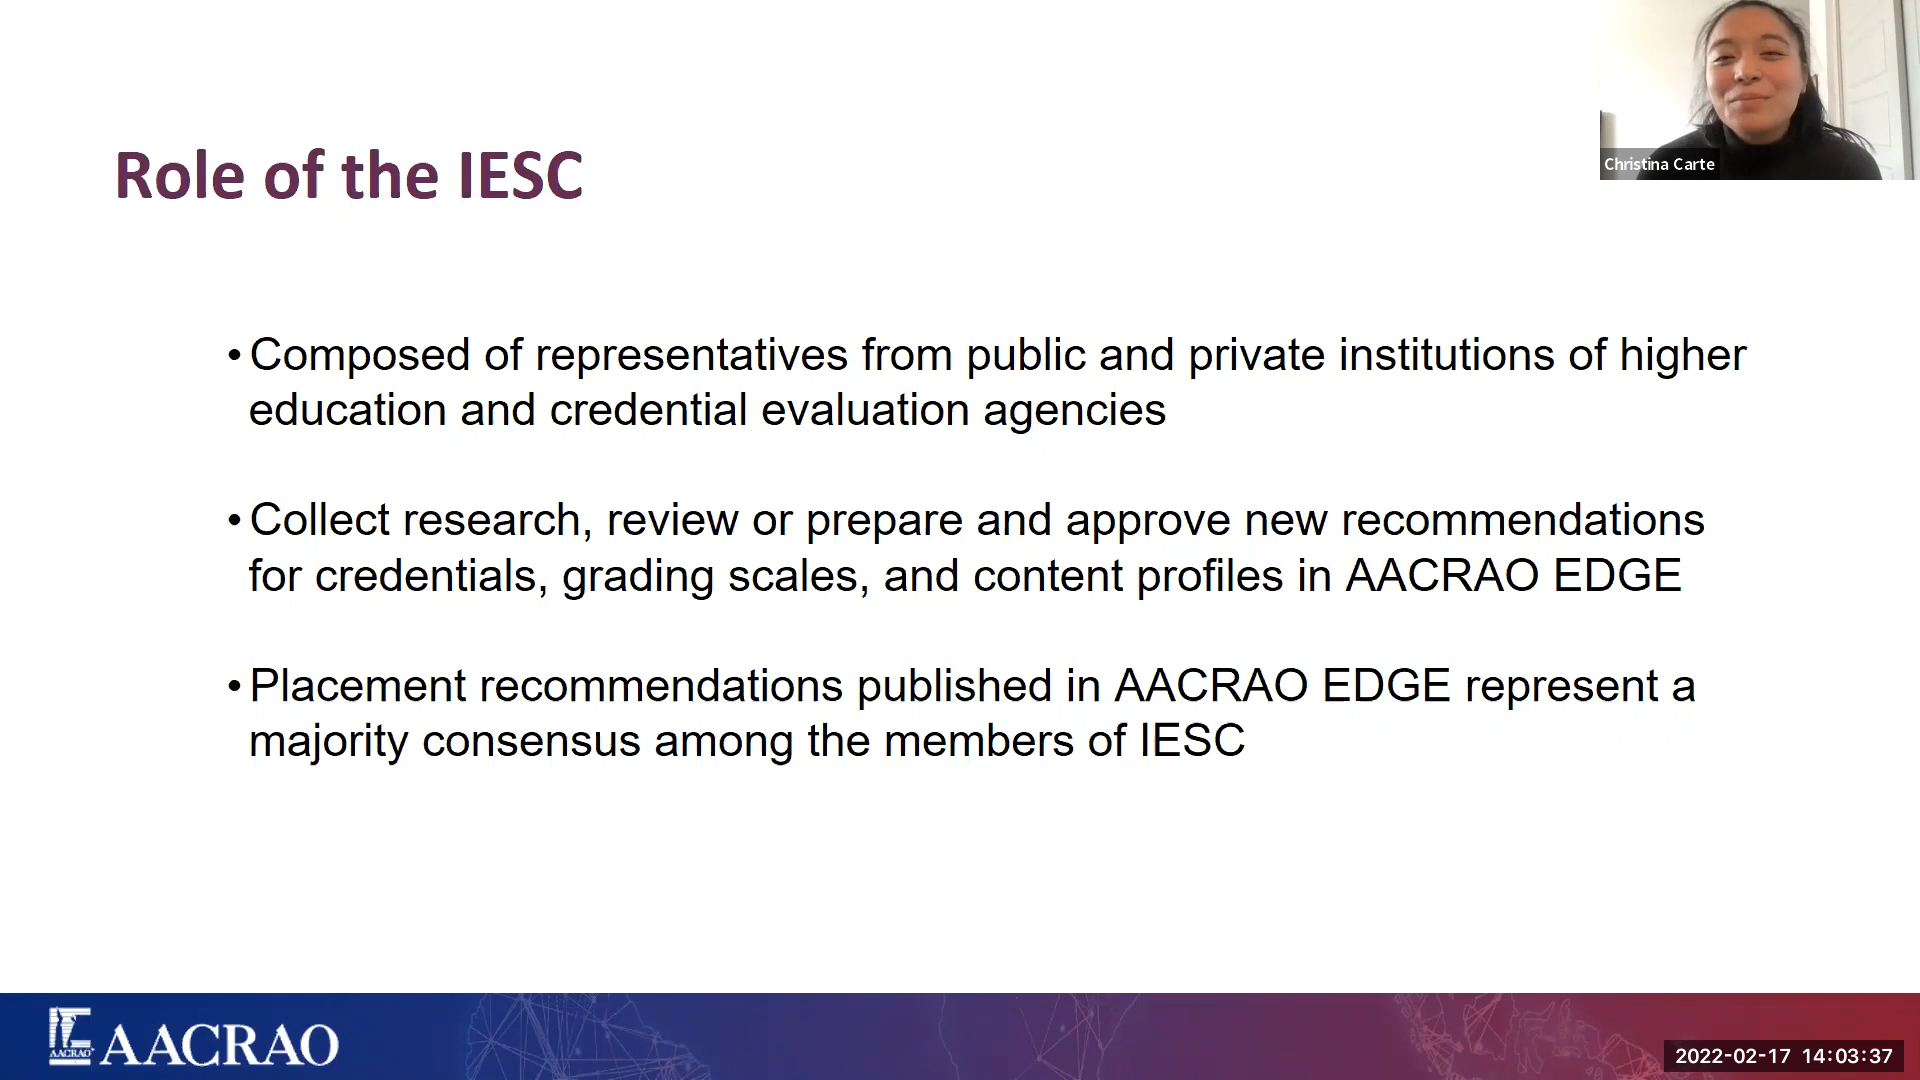 Role of the IESC
Christina Carte
• Composed of representatives from public and private institutions of higher
education and credential evaluation agencies
• Collect research, review or prepare and approve new recommendations
for credentials, grading scales, and content profiles in AACRAO EDGE
• Placement recommendations published in AACRAO EDGE represent a
majority consensus among the members of IESC
AACRAO
AACRAO
2022-02-17 14:03:37